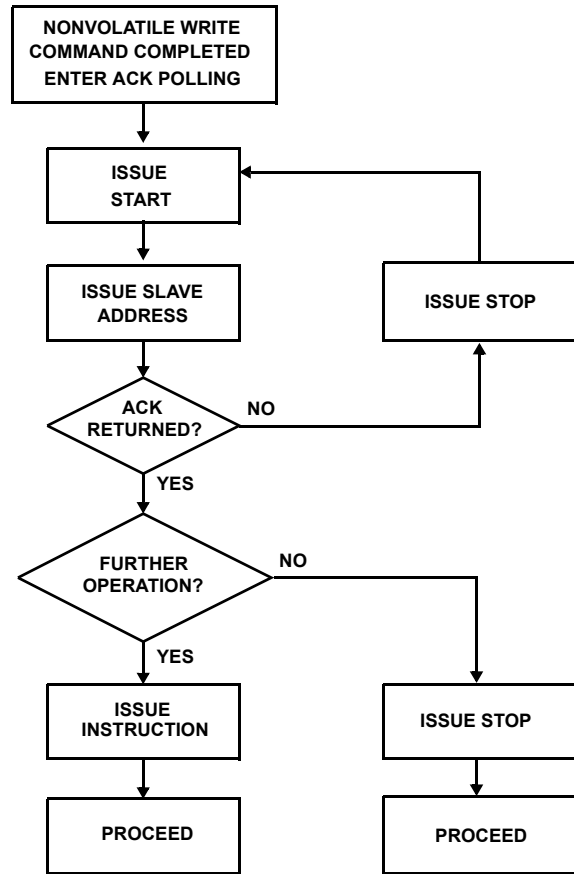 NONVOLATILE WRITE
COMMAND COMPLETED
ENTER ACK POLLING
ISSUE
START
ISSUE SLAVE
ADDRESS
ISSUE STOP
ACK
RETURNED?
NO
YES
FURTHER
OPERATION?
NO
YES
ISSUE
INSTRUCTION
ISSUE STOP
PROCEED
PROCEED